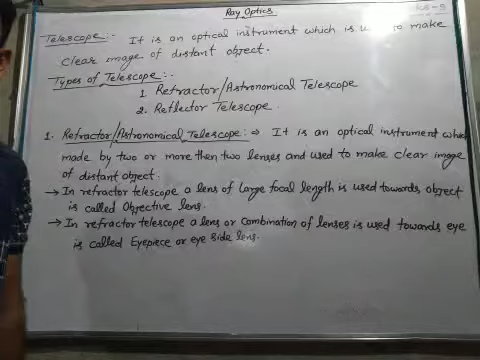 Ray Optics
Telescope:- It is an optical instrument which is to make
clear image of distant object.
Types of Telescope:-
1. Refractor/Astronomical Telescope
2. Reflector Telescope.
1. Refractor/Astronomical Telescope:⇒ It is an optical instrument which
made by two or more then two lenses and used to make clear image
of distant object.
→ In refractor telescope a lens of large focal length is used towards object
is called objective lens.
→ In refractor telescope a lens or combination of lenses is used towards eye
is called Eyepiece or eye side lens.